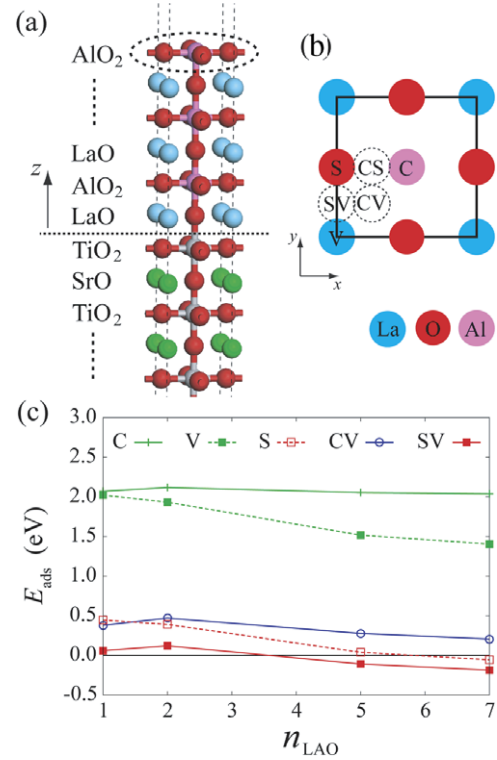 (a)
AlO₂
LaO
AlO₂
LaO
TiO₂
SrO
TiO₂
z
(b)
S CS C
SV CV
V
y
x
La O Al
(c)
C V S CV SV
3.0
2.5
2.0
1.5
1.0
0.5
0.0
-0.5
E_ads (eV)
1 2 3 4 5 6 7
n_LAO